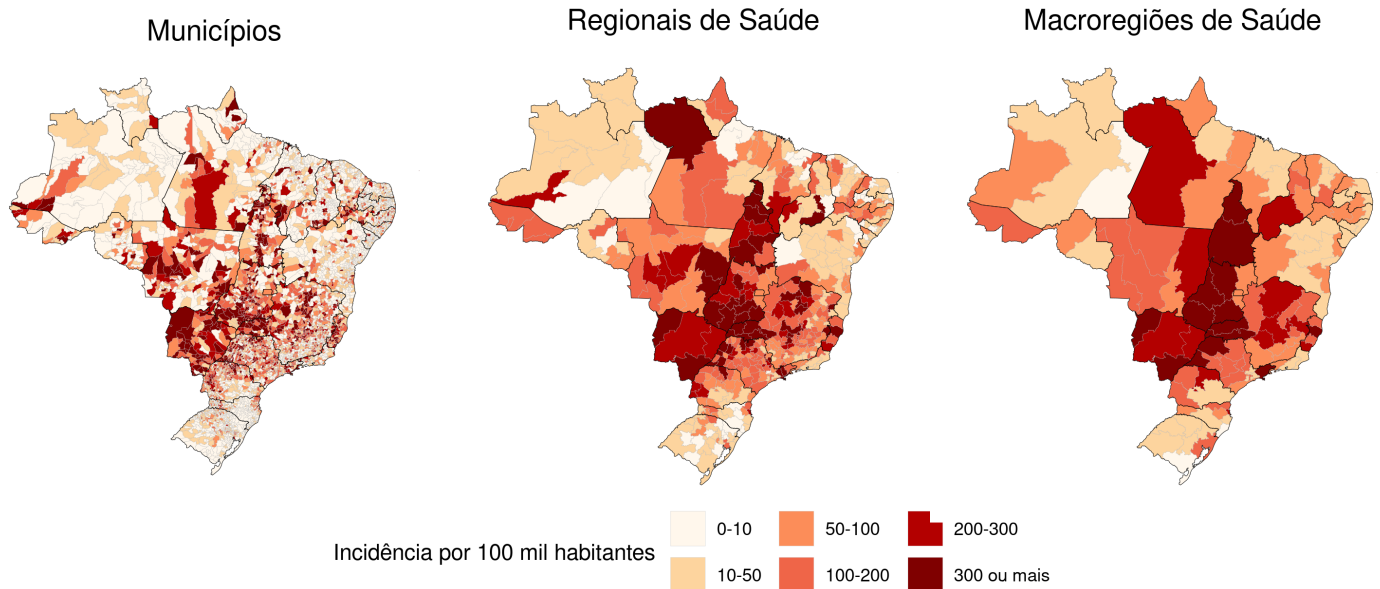 Municípios
Regionais de Saúde
Macroregiões de Saúde
Incidência por 100 mil habitantes
0-10
50-100
200-300
10-50
100-200
300 ou mais